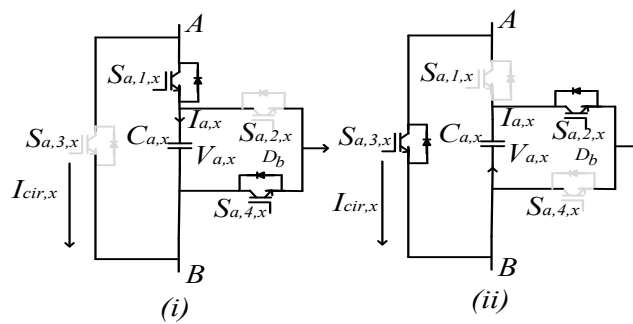 A
S_{a,1,x}
I_{a,x}
S_{a,2,x}
S_{a,3,x}
C_{a,x}
V_{a,x}
D_b
I_{cir,x}
S_{a,4,x}
B
(i)
A
S_{a,1,x}
I_{a,x}
S_{a,2,x}
S_{a,3,x}
C_{a,x}
V_{a,x}
D_b
I_{cir,x}
S_{a,4,x}
B
(ii)